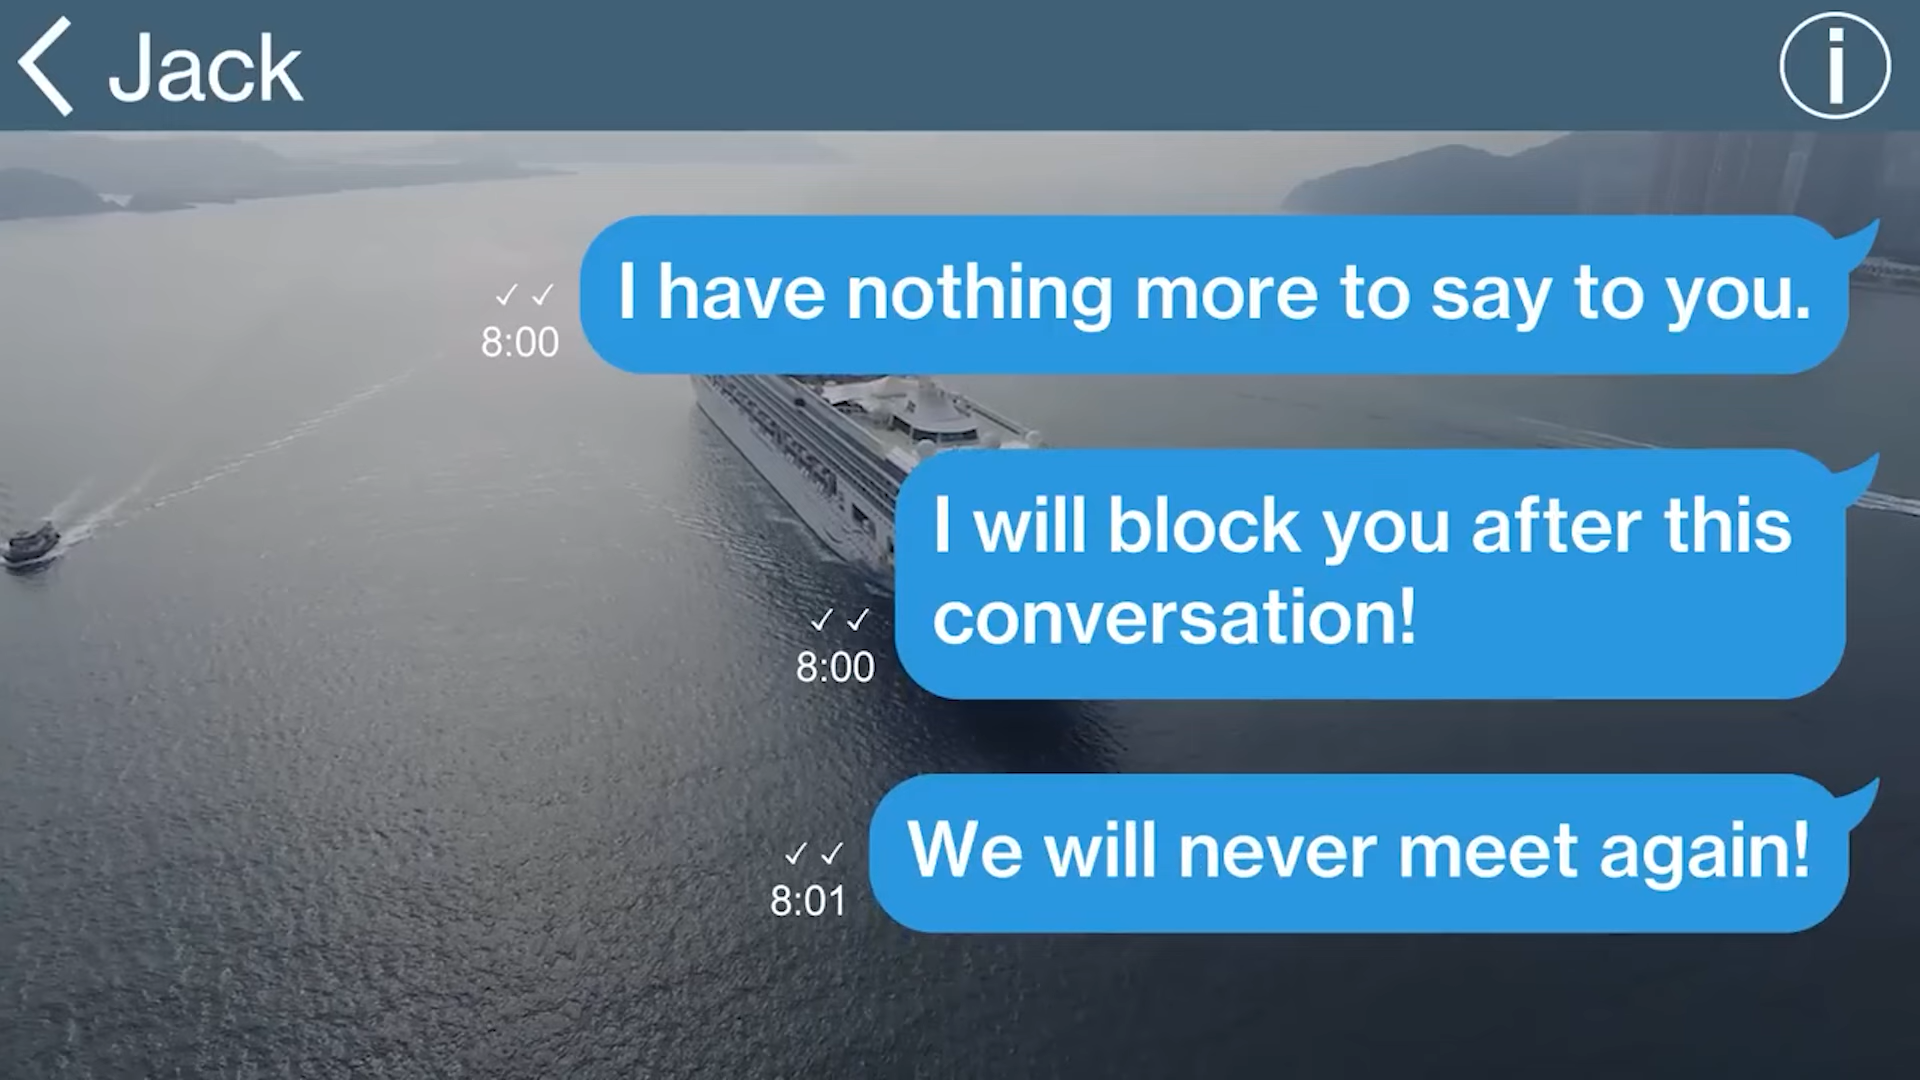 Jack
I have nothing more to say to you.
✓ ✓
8:00
I will block you after this
conversation!
✓ ✓
8:00
We will never meet again!
✓ ✓
8:01